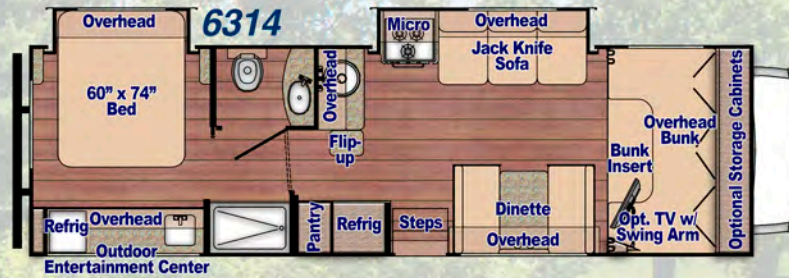 6314
Overhead
60" x 74"
Bed
Overhead
Flip-
up
Micro
Overhead
Jack Knife
Sofa
Overhead
Bunk
Bunk
Insert
Opt. TV w/
Swing Arm
Optional Storage Cabinets
Refrig
Overhead
Outdoor
Entertainment Center
Pantry
Refrig
Steps
Dinette
Overhead